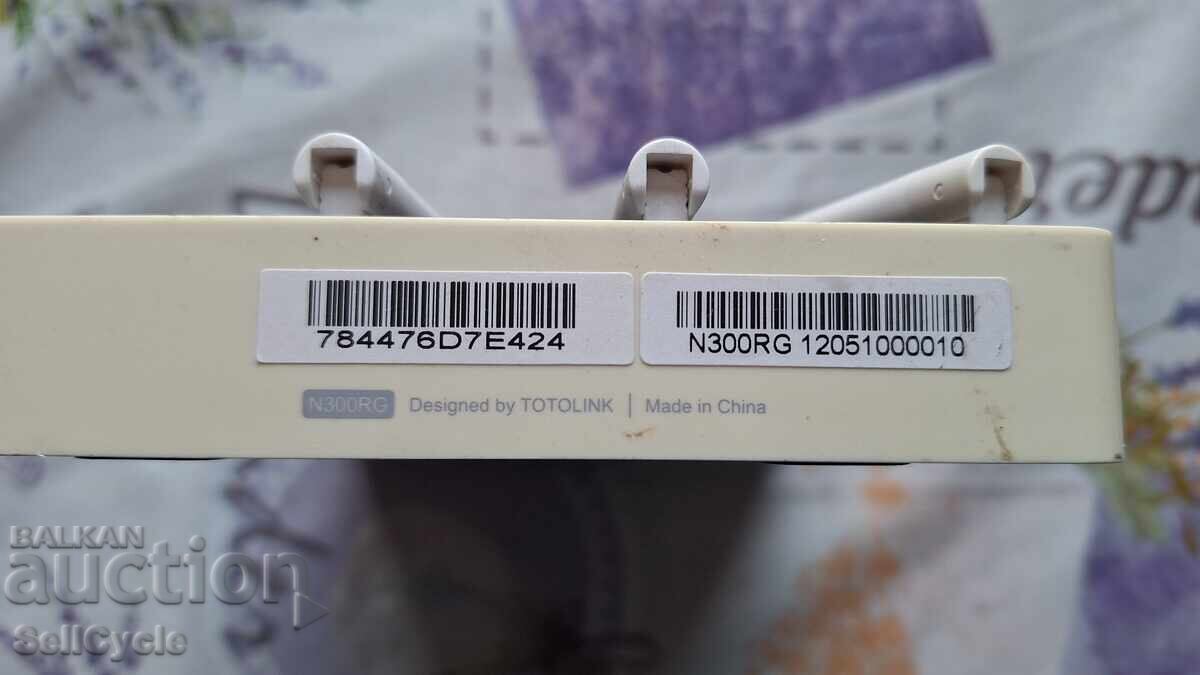 784476D7E424
N300RG 12051000010
N300RG Designed by TOTOLINK | Made in China
BALKAN
auction
SellCycle